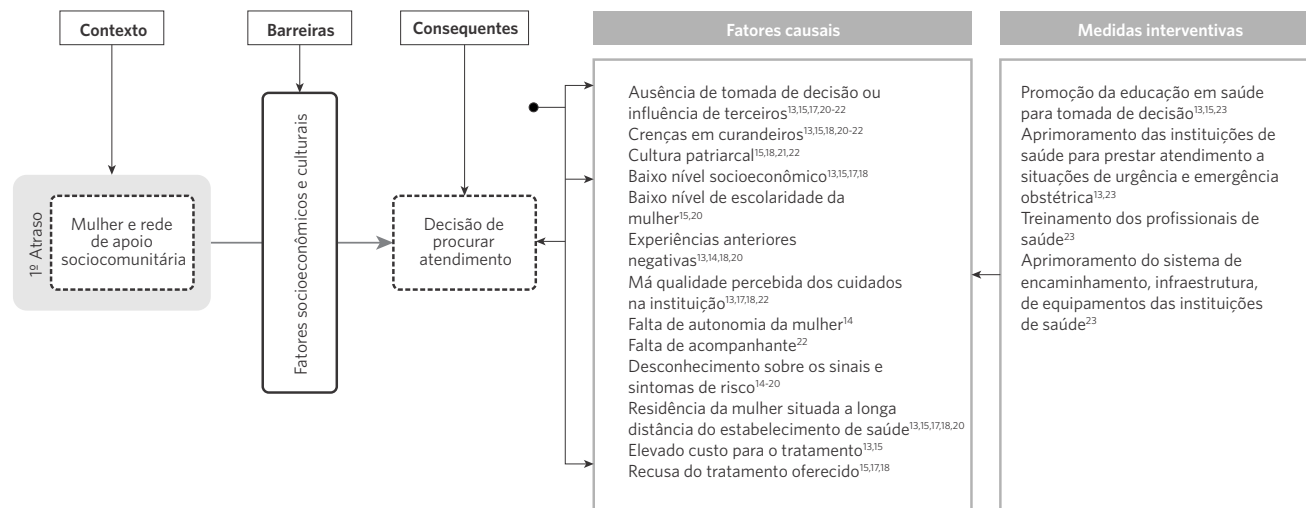 Contexto
Barreiras
Consequentes
Fatores causais
Medidas interventivas
1º Atraso
Mulher e rede
de apoio
sociocomunitária
Fatores socioeconômicos e culturais
Decisão de
procurar
atendimento
Ausência de tomada de decisão ou
influência de terceiros13,15,17,20-22
Crenças em curandeiros13,15,18,20-22
Cultura patriarcal15,18,21,22
Baixo nível socioeconômico13,15,17,18
Baixo nível de escolaridade da
mulher15,20
Experiências anteriores
negativas13,14,18,20
Má qualidade percebida dos cuidados
na instituição13,17,18,22
Falta de autonomia da mulher14
Falta de acompanhante22
Desconhecimento sobre os sinais e
sintomas de risco14-20
Residência da mulher situada a longa
distância do estabelecimento de saúde13,15,17,18,20
Elevado custo para o tratamento13,15
Recusa do tratamento oferecido15,17,18
Promoção da educação em saúde
para tomada de decisão13,15,23
Aprimoramento das instituições de
saúde para prestar atendimento a
situações de urgência e emergência
obstétrica13,23
Treinamento dos profissionais de
saúde23
Aprimoramento do sistema de
encaminhamento, infraestrutura,
de equipamentos das instituições
de saúde23